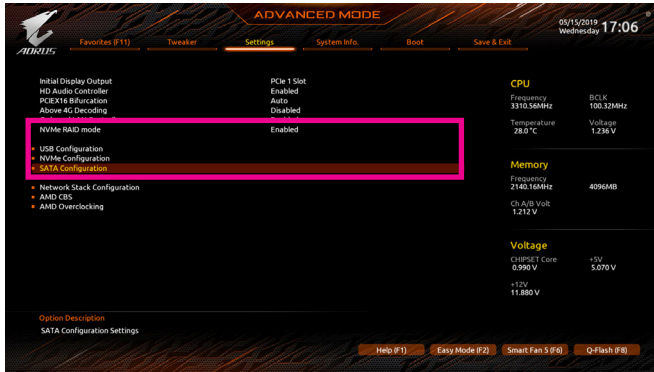 ADVANCED MODE
05/15/2019 Wednesday 17:06
AORUS
Favorites (F11) Tweaker Settings System Info. Boot Save & Exit
Initial Display Output PCIe 1 Slot
HD Audio Controller Enabled
PCIEX16 Bifurcation Auto
Above 4G Decoding Disabled
NVMe RAID mode Enabled
USB Configuration
NVMe Configuration
SATA Configuration
Network Stack Configuration
AMD CBS
AMD Overclocking
CPU
Frequency BCLK
3310.56MHz 100.32MHz
Temperature Voltage
28.0 °C 1.236 V
Memory
Frequency
2140.16MHz 4096MB
Ch A/B Volt
1.212 V
Voltage
CHIPSET Core +5V
0.990 V 5.070 V
+12V
11.880 V
Option Description
SATA Configuration Settings
Help (F1) Easy Mode (F2) Smart Fan 5 (F6) Q-Flash (F8)